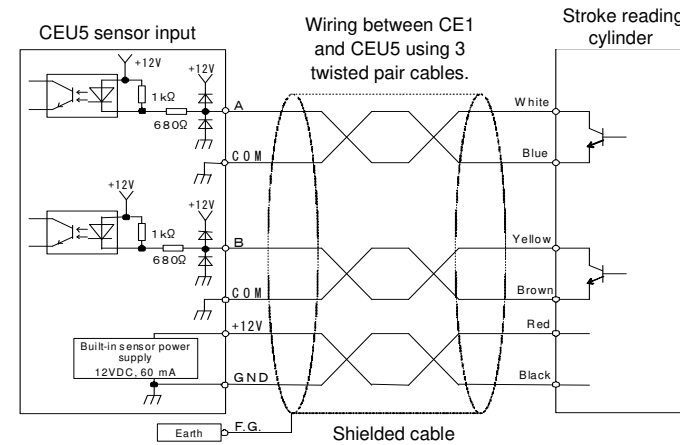 CEU5 sensor input
Wiring between CE1
and CEU5 using 3
twisted pair cables.
Stroke reading
cylinder
+12V
+12V
1kΩ
680Ω
A
COM
White
Blue
+12V
+12V
1kΩ
680Ω
B
COM
Yellow
Brown
+12V
Red
Built-in sensor power
supply
12VDC, 60 mA
GND
Black
Earth
F.G.
Shielded cable